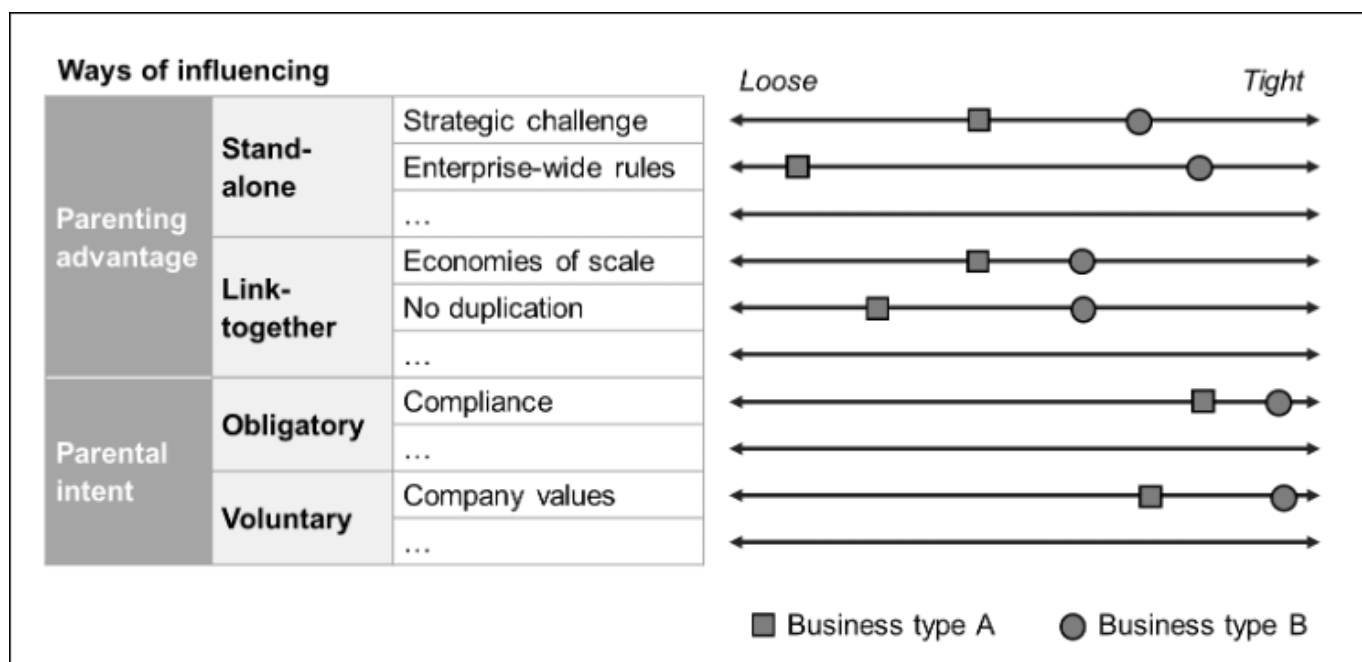 Ways of influencing
Loose
Tight
Parenting
advantage
Stand-
alone
Strategic challenge
Enterprise-wide rules
...
Link-
together
Economies of scale
No duplication
...
Parental
intent
Obligatory
Compliance
...
Voluntary
Company values
...
Business type A
Business type B